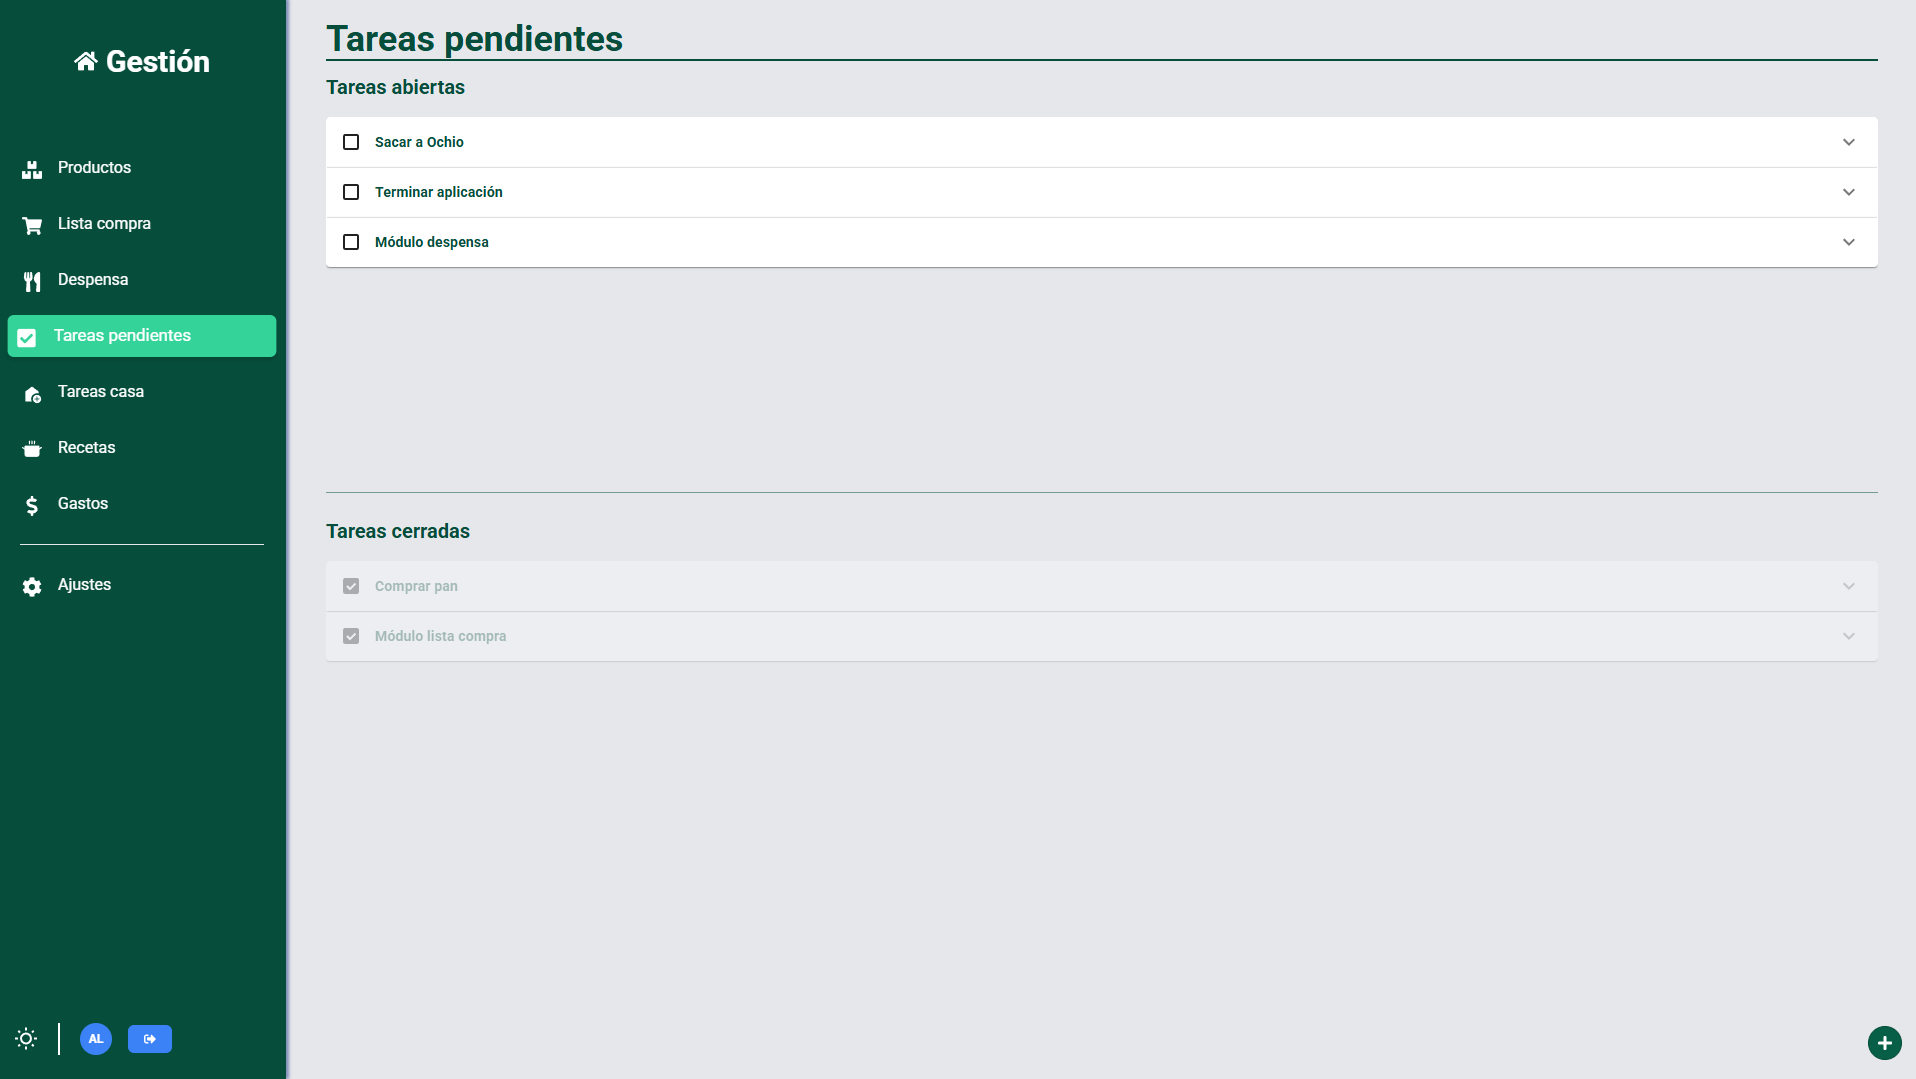 Gestión
Productos
Lista compra
Despensa
Tareas pendientes
Tareas casa
Recetas
Gastos
Ajustes
AL
Tareas pendientes
Tareas abiertas
Sacar a Ochio
Terminar aplicación
Módulo despensa
Tareas cerradas
Comprar pan
Módulo lista compra